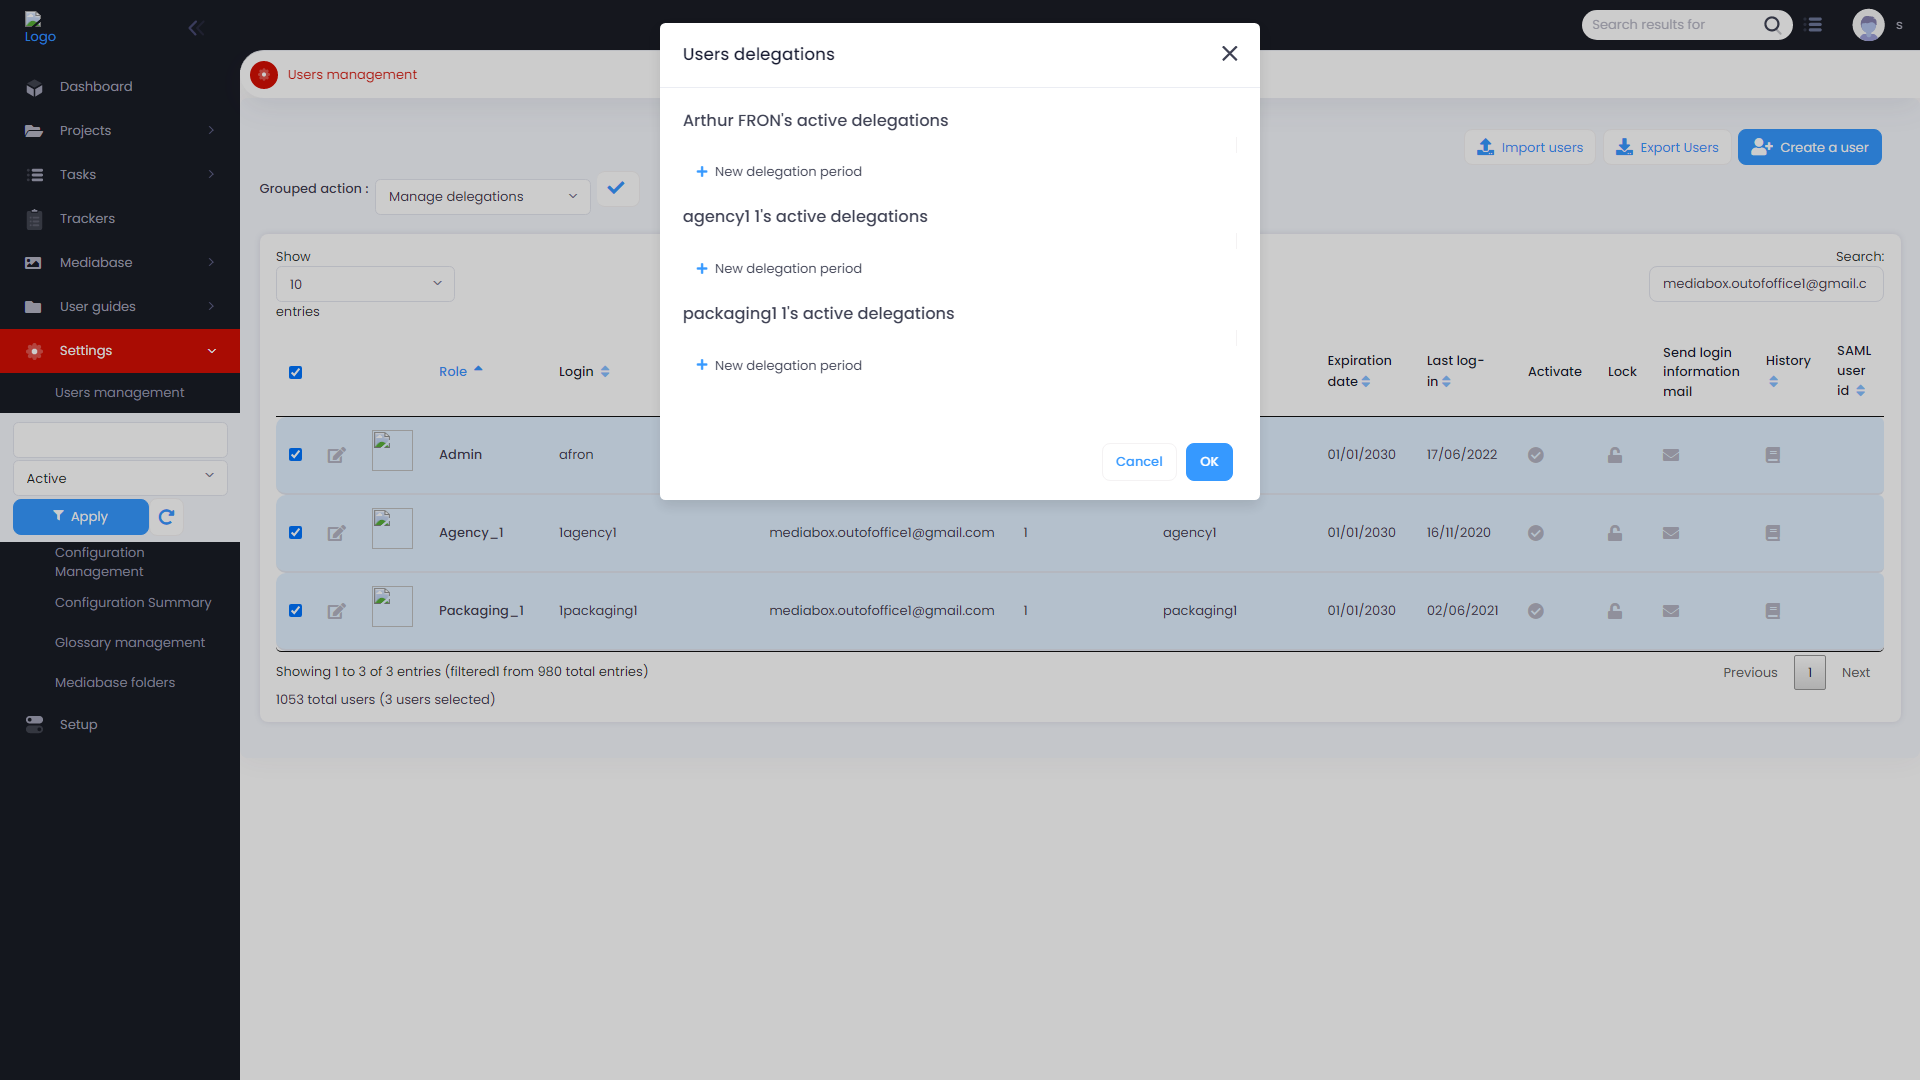 Logo
Search results for
s
Dashboard
Projects
Tasks
Trackers
Mediabase
User guides
Settings
Users management
Active
Apply
Configuration
Management
Configuration Summary
Glossary management
Mediabase folders
Setup
Users management
Import users
Export Users
Create a user
Grouped action :
Manage delegations
Show
10
entries
Search:
mediabox.outofoffice1@gmail.c
Role
Login
Expiration
date
Last log-
in
Activate
Lock
Send login
information
mail
History
SAML
user
id
Admin
afron
01/01/2030
17/06/2022
Agency_1
1agency1
mediabox.outofoffice1@gmail.com
1
agency1
01/01/2030
16/11/2020
Packaging_1
1packaging1
mediabox.outofoffice1@gmail.com
1
packaging1
01/01/2030
02/06/2021
Showing 1 to 3 of 3 entries (filtered1 from 980 total entries)
Previous
1
Next
1053 total users (3 users selected)
Users delegations
Arthur FRON's active delegations
New delegation period
agency1 1's active delegations
New delegation period
packaging1 1's active delegations
New delegation period
Cancel
OK